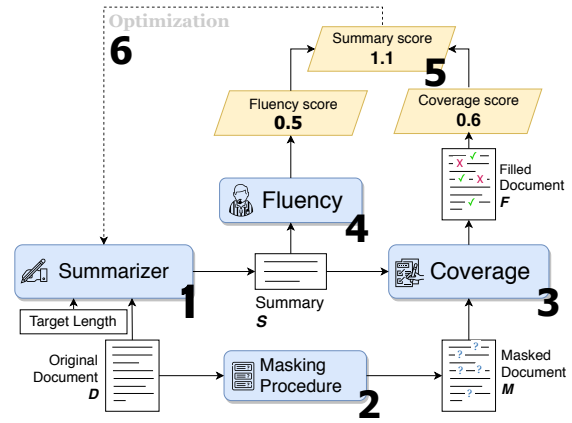 Optimization
6
Summary score
1.1
5
Fluency score
0.5
Coverage score
0.6
✓
X
✓
X
✓
Filled
Document
F
Fluency
4
Summarizer
1
Target Length
Summary
S
Coverage
3
Original
Document
D
Masking
Procedure
2
?
?
?
?
?
Masked
Document
M